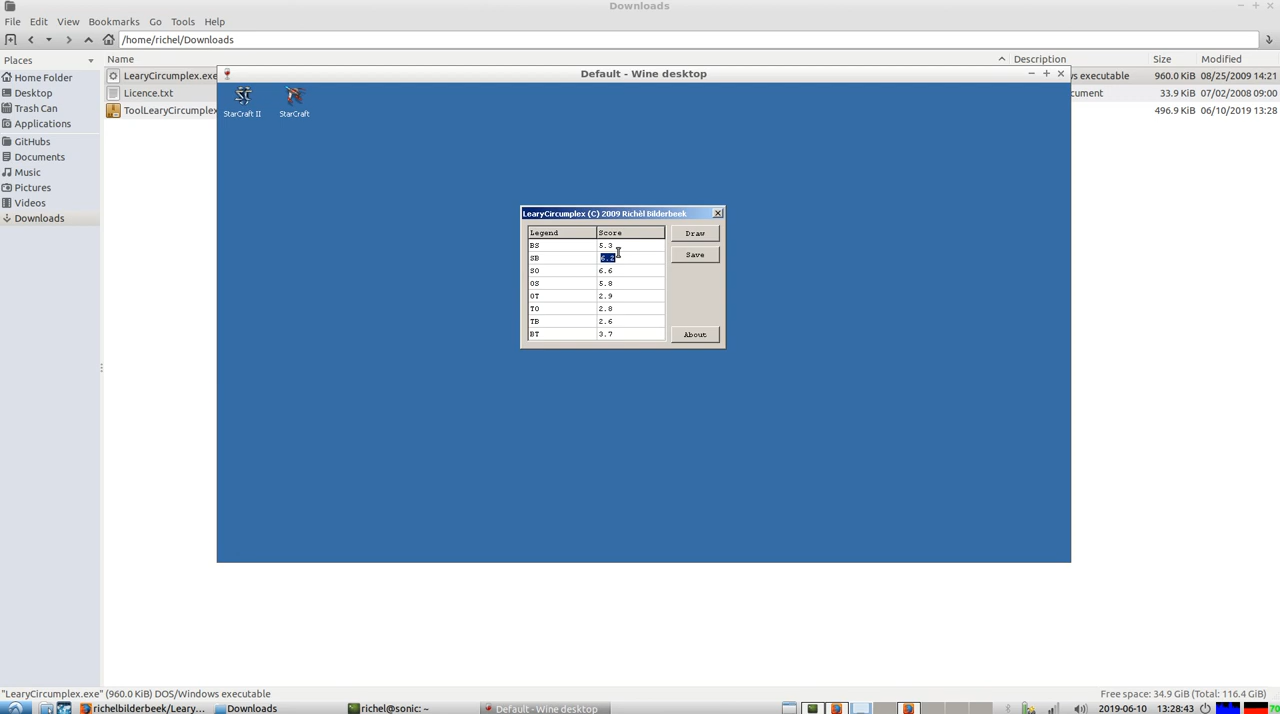 Downloads
File Edit View Bookmarks Go Tools Help
/home/richel/Downloads
Places
Name Description Size Modified
Home Folder
Desktop
Trash Can
Applications
GitHubs
Documents
Music
Pictures
Videos
Downloads
LearyCircumplex.exe ws executable 960.0 KiB 08/25/2009 14:21
Licence.txt cument 33.9 KiB 07/02/2008 09:00
ToolLearyCircumplex 496.9 KiB 06/10/2019 13:28
Default - Wine desktop
StarCraft II StarCraft
LearyCircumplex (C) 2009 Richèl Bilderbeek
Legend Score
BS 5.3
SB 6.2
SO 6.6
OS 5.8
OT 2.9
TO 2.8
TB 2.6
BT 3.7
Draw
Save
About
"LearyCircumplex.exe" (960.0 KiB) DOS/Windows executable
Free space: 34.9 GiB (Total: 116.4 GiB)
richelbilderbeek/Leary... Downloads richel@sonic: ~ Default - Wine desktop 2019-06-10 13:28:43 70